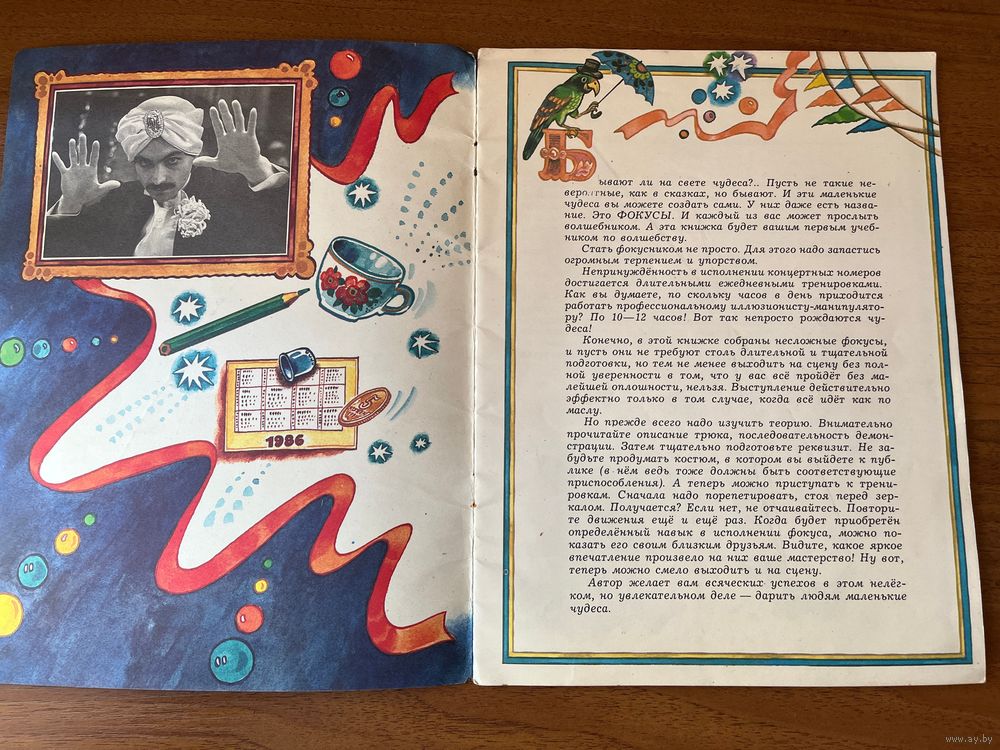 1986
Бывают ли на свете чудеса?.. Пусть не такие не-
вероятные, как в сказках, но бывают. И эти маленькие
чудеса вы можете создать сами. У них даже есть назва-
ние. Это ФОКУСЫ. И каждый из вас может прослыть
волшебником. А эта книжка будет вашим первым учеб-
ником по волшебству.
Стать фокусником не просто. Для этого надо запастись
огромным терпением и упорством.
Непринуждённость в исполнении концертных номеров
достигается длительными ежедневными тренировками.
Как вы думаете, по скольку часов в день приходится
работать профессиональному иллюзионисту-манипулято-
ру? По 10—12 часов! Вот так непросто рождаются чу-
деса!
Конечно, в этой книжке собраны несложные фокусы,
и пусть они не требуют столь длительной и тщательной
подготовки, но тем не менее выходить на сцену без пол-
ной уверенности в том, что у вас всё пройдёт без ма-
лейшей оплошности, нельзя. Выступление действительно
эффектно только в том случае, когда всё идёт как по
маслу.
Но прежде всего надо изучить теорию. Внимательно
прочитайте описание трюка, последовательность демон-
страции. Затем тщательно подготовьте реквизит. Не за-
будьте продумать костюм, в котором вы выйдете к пуб-
лике (в нём ведь тоже должны быть соответствующие
приспособления). А теперь можно приступать к трени-
ровкам. Сначала надо порепетировать, стоя перед зер-
калом. Получается? Если нет, не отчаивайтесь. Повтори-
те движения ещё и ещё раз. Когда будет приобретён
определённый навык в исполнении фокуса, можно по-
казать его своим близким друзьям. Видите, какое яркое
впечатление произвело на них ваше мастерство! Ну вот,
теперь можно смело выходить и на сцену.
Автор желает вам всяческих успехов в этом нелёг-
ком, но увлекательном деле — дарить людям маленькие
чудеса.
www.ay.by